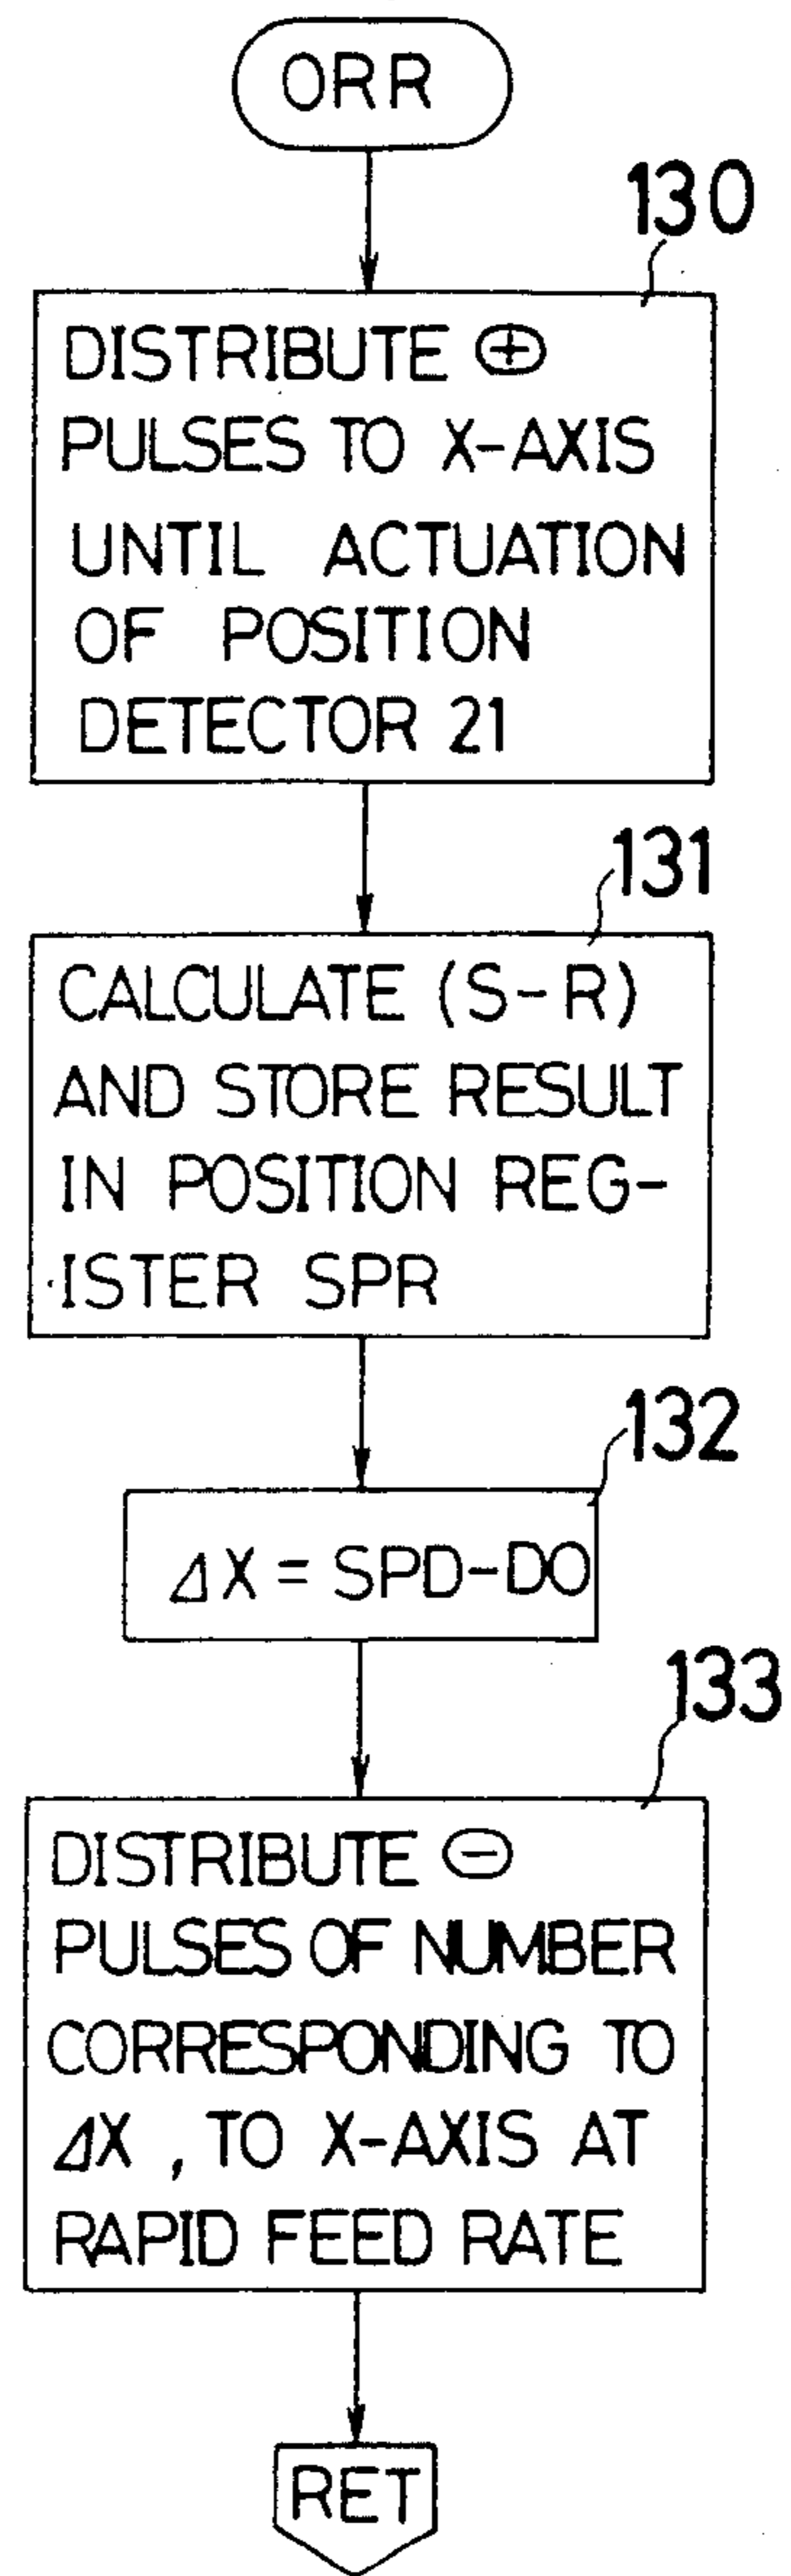 ORR
130
DISTRIBUTE ⊕
PULSES TO X-AXIS
UNTIL ACTUATION
OF POSITION
DETECTOR 21
131
CALCULATE (S-R)
AND STORE RESULT
IN POSITION REG-
ISTER SPR
132
ΔX = SPD-DO
133
DISTRIBUTE ⊖
PULSES OF NUMBER
CORRESPONDING TO
ΔX , TO X-AXIS AT
RAPID FEED RATE
RET